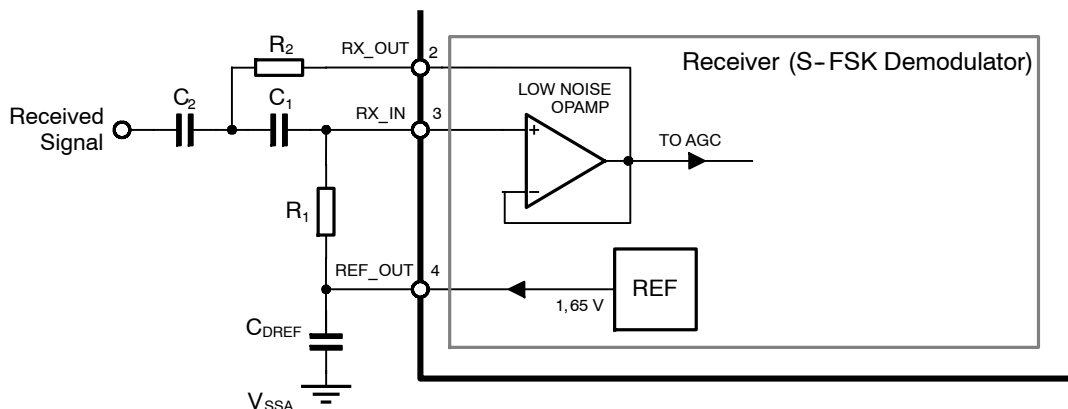 Receiver (S-FSK Demodulator)
R2
RX_OUT
2
C2
C1
RX_IN
3
LOW NOISE
OPAMP
Received
Signal
+
−
TO AGC
R1
REF_OUT
4
1,65 V
REF
CDREF
VSSA